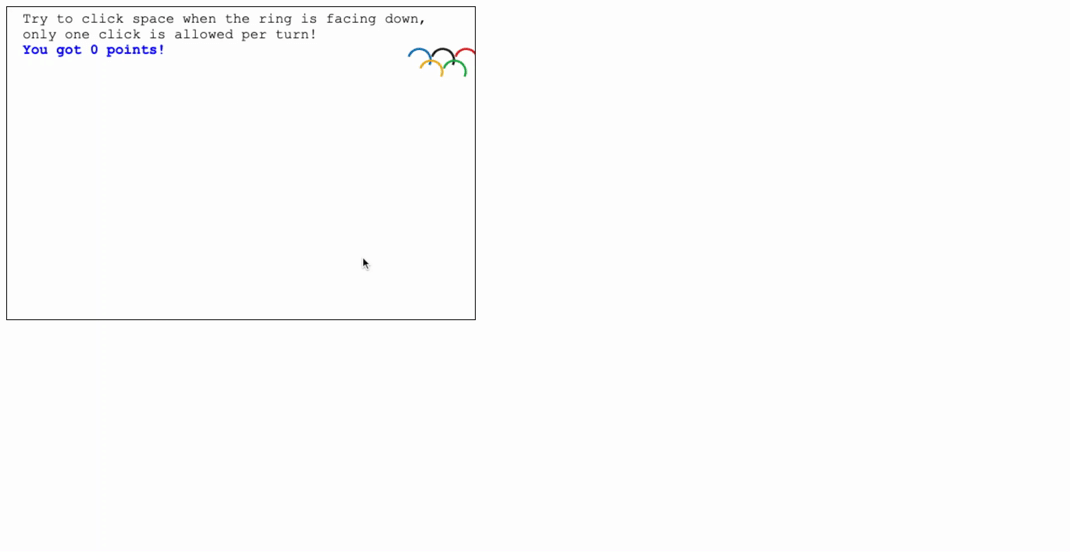 Try to click space when the ring is facing down,
only one click is allowed per turn!
You got 0 points!